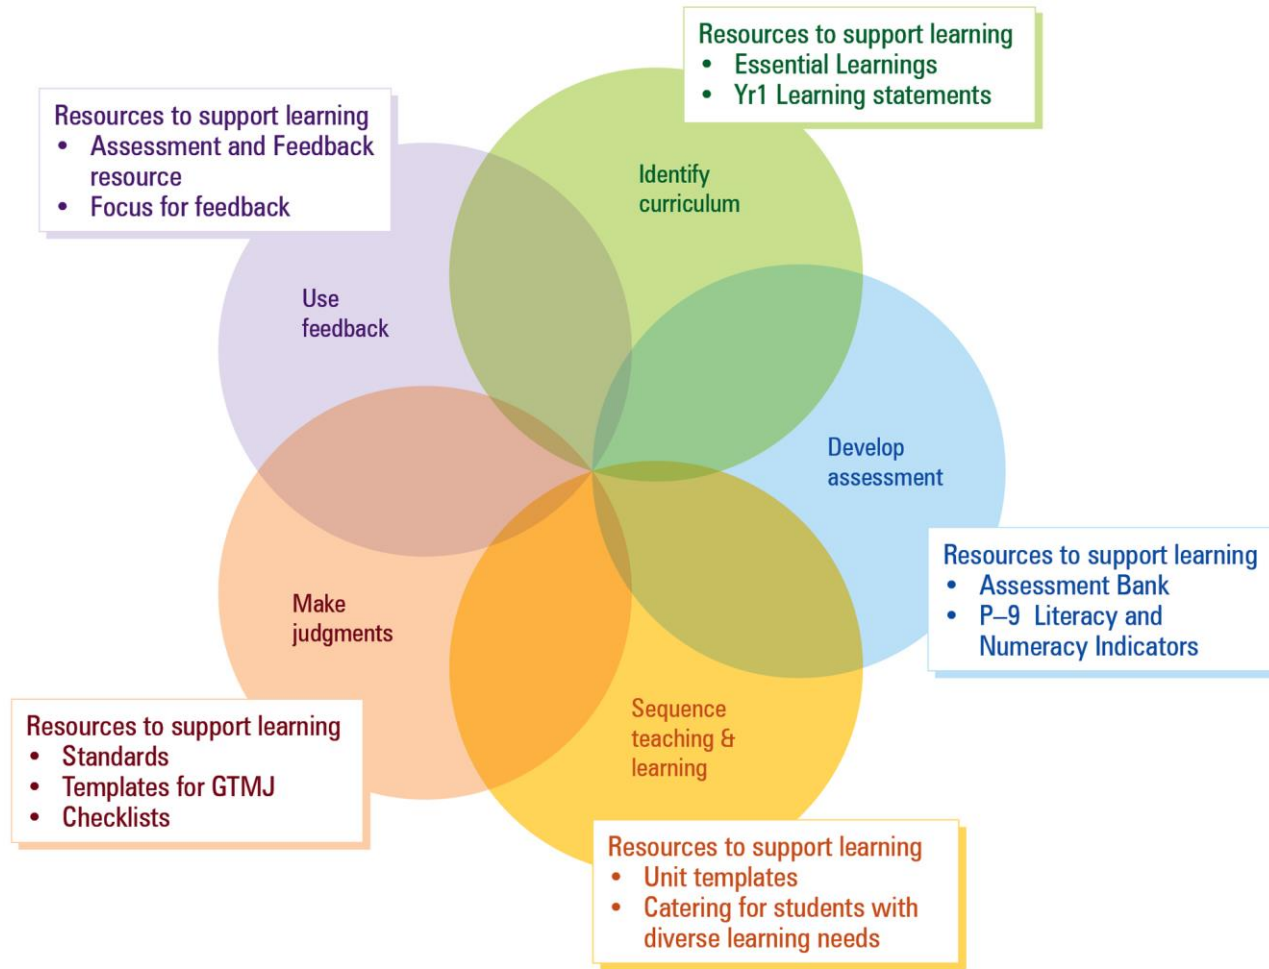 Resources to support learning
• Essential Learnings
• Yr1 Learning statements
Resources to support learning
• Assessment and Feedback
resource
• Focus for feedback
Identify
curriculum
Use
feedback
Develop
assessment
Resources to support learning
• Assessment Bank
• P–9 Literacy and
Numeracy Indicators
Make
judgments
Resources to support learning
• Standards
• Templates for GTMJ
• Checklists
Sequence
teaching &
learning
Resources to support learning
• Unit templates
• Catering for students with
diverse learning needs